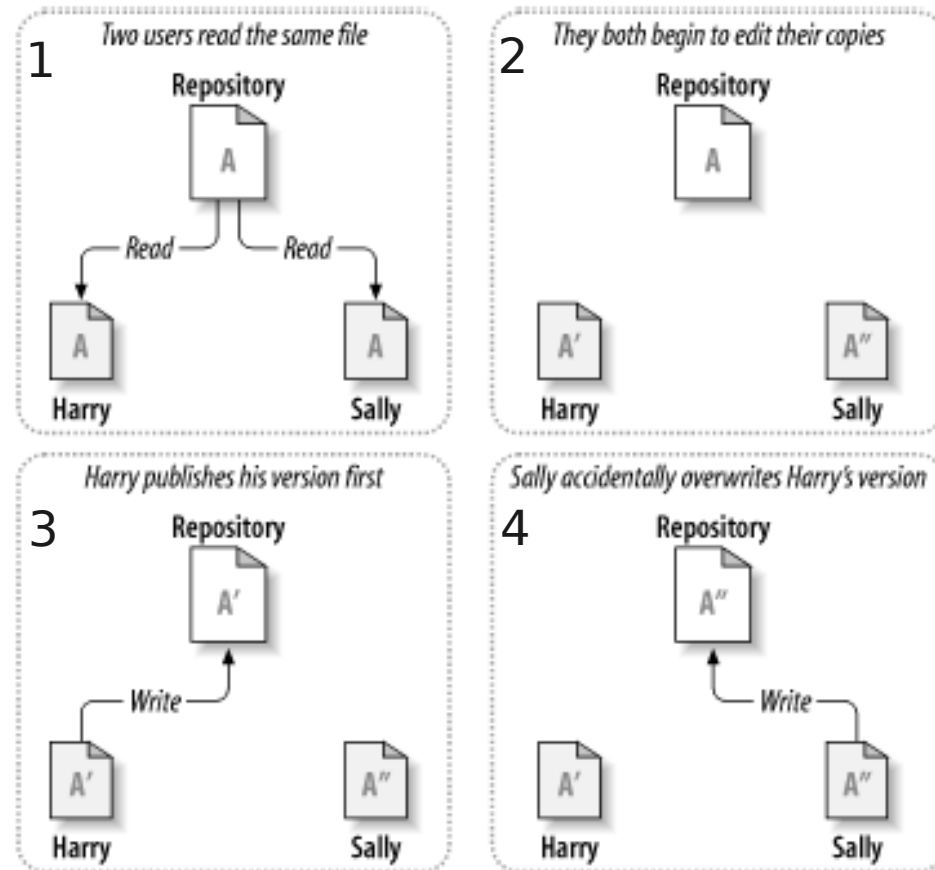 Two users read the same file
1
Repository
A
Read Read
A A
Harry Sally
They both begin to edit their copies
2
Repository
A
A′ A″
Harry Sally
Harry publishes his version first
3
Repository
A′
Write
A′ A″
Harry Sally
Sally accidentally overwrites Harry's version
4
Repository
A″
Write
A′ A″
Harry Sally